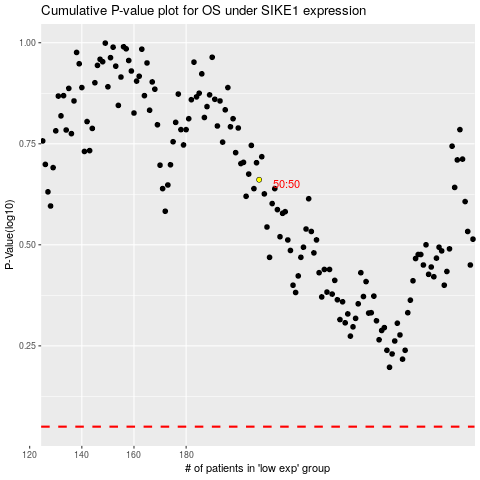 Cumulative P-value plot for OS under SIKE1 expression
1.00
0.75
0.50
0.25
P-Value(log10)
50:50
120 140 160 180
# of patients in 'low exp' group